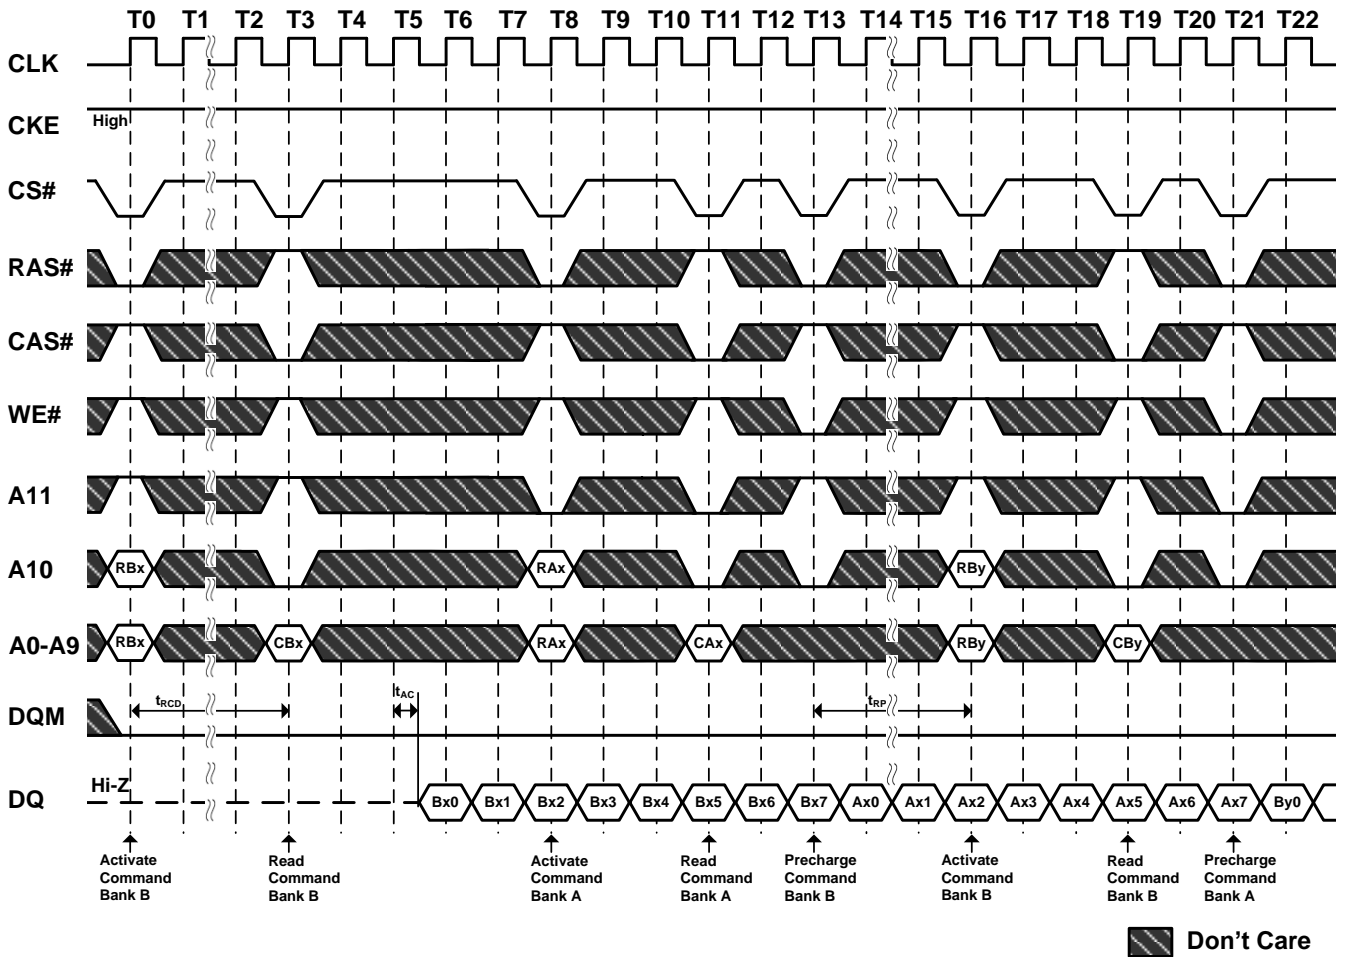 T0 T1 T2 T3 T4 T5 T6 T7 T8 T9 T10 T11 T12 T13 T14 T15 T16 T17 T18 T19 T20 T21 T22
CLK
CKE High
CS#
RAS#
CAS#
WE#
A11
A10 RBx RAx RBy
A0-A9 RBx CBx RAx CAx RBy CBy
DQM tRCD tAC tRP
DQ Hi-Z Bx0 Bx1 Bx2 Bx3 Bx4 Bx5 Bx6 Bx7 Ax0 Ax1 Ax2 Ax3 Ax4 Ax5 Ax6 Ax7 By0
Activate
Command
Bank B
Read
Command
Bank B
Activate
Command
Bank A
Read
Command
Bank A
Precharge
Command
Bank B
Activate
Command
Bank B
Read
Command
Bank B
Precharge
Command
Bank A
Don't Care